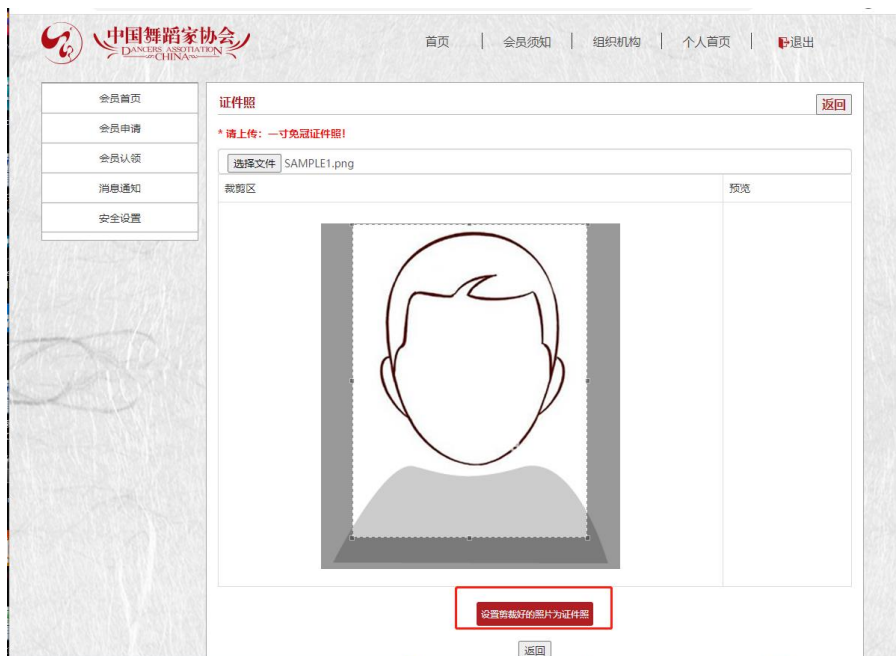 中国舞蹈家协会
DANCERS ASSOTIATION
CHINA
首页 会员须知 组织机构 个人首页 退出
会员首页
会员申请
会员认领
消息通知
安全设置
证件照 返回
* 请上传：一寸免冠证件照！
选择文件 SAMPLE1.png
裁剪区 预览
设置剪裁好的照片为证件照
返回